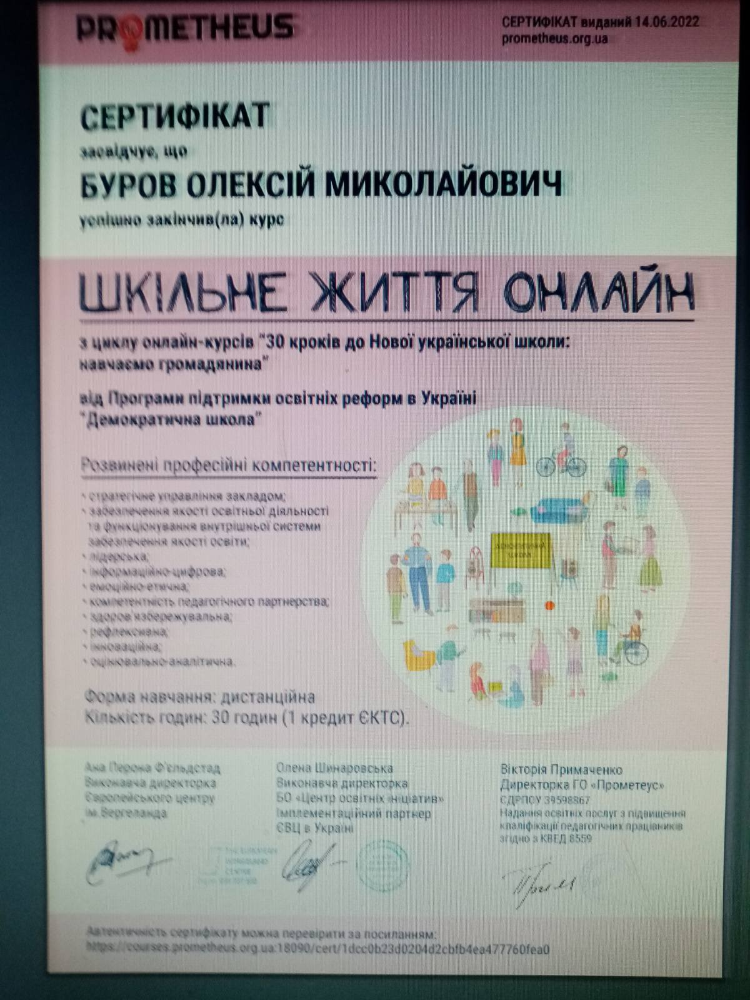 PROMETHEUS
СЕРТИФІКАТ виданий 14.06.2022
prometheus.org.ua
СЕРТИФІКАТ
засвідчує, що
БУРОВ ОЛЕКСІЙ МИКОЛАЙОВИЧ
успішно закінчив(ла) курс
ШКІЛЬНЕ ЖИТТЯ ОНЛАЙН
з циклу онлайн-курсів "30 кроків до Нової української школи:
навчаємо громадянина"
від Програми підтримки освітніх реформ в Україні
"Демократична школа"
Розвинені професійні компетентності:
• стратегічне управління закладом;
• забезпечення якості освітньої діяльності
та функціонування внутрішньої системи
забезпечення якості освіти;
• лідерська;
• інформаційно-цифрова;
• емоційно-етична;
• компетентність педагогічного партнерства;
• здоров'язбережувальна;
• рефлексивна;
• інноваційна;
• оцінювально-аналітична.
ДЕМОКРАТИЧНА
ШКОЛА
Форма навчання: дистанційна
Кількість годин: 30 годин (1 кредит ЄКТС).
Ана Перона Ф'єльдстад
Виконавча директорка
Європейського центру
ім.Вергеланда
Олена Шинаровська
Виконавча директорка
БО «Центр освітніх ініціатив»
Імплементаційний партнер
ЄВЦ в Україні
Вікторія Примаченко
Директорка ГО «Прометеус»
ЄДРПОУ 39598867
Надання освітніх послуг з підвищення
кваліфікації педагогічних працівників
згідно з КВЕД 8559
THE EUROPEAN
WERGELAND
CENTRE
Автентичність сертифікату можна перевірити за посиланням:
https://courses.prometheus.org.ua:18090/cert/1dcc0b23d0204d2cbfb4ea477760fea0